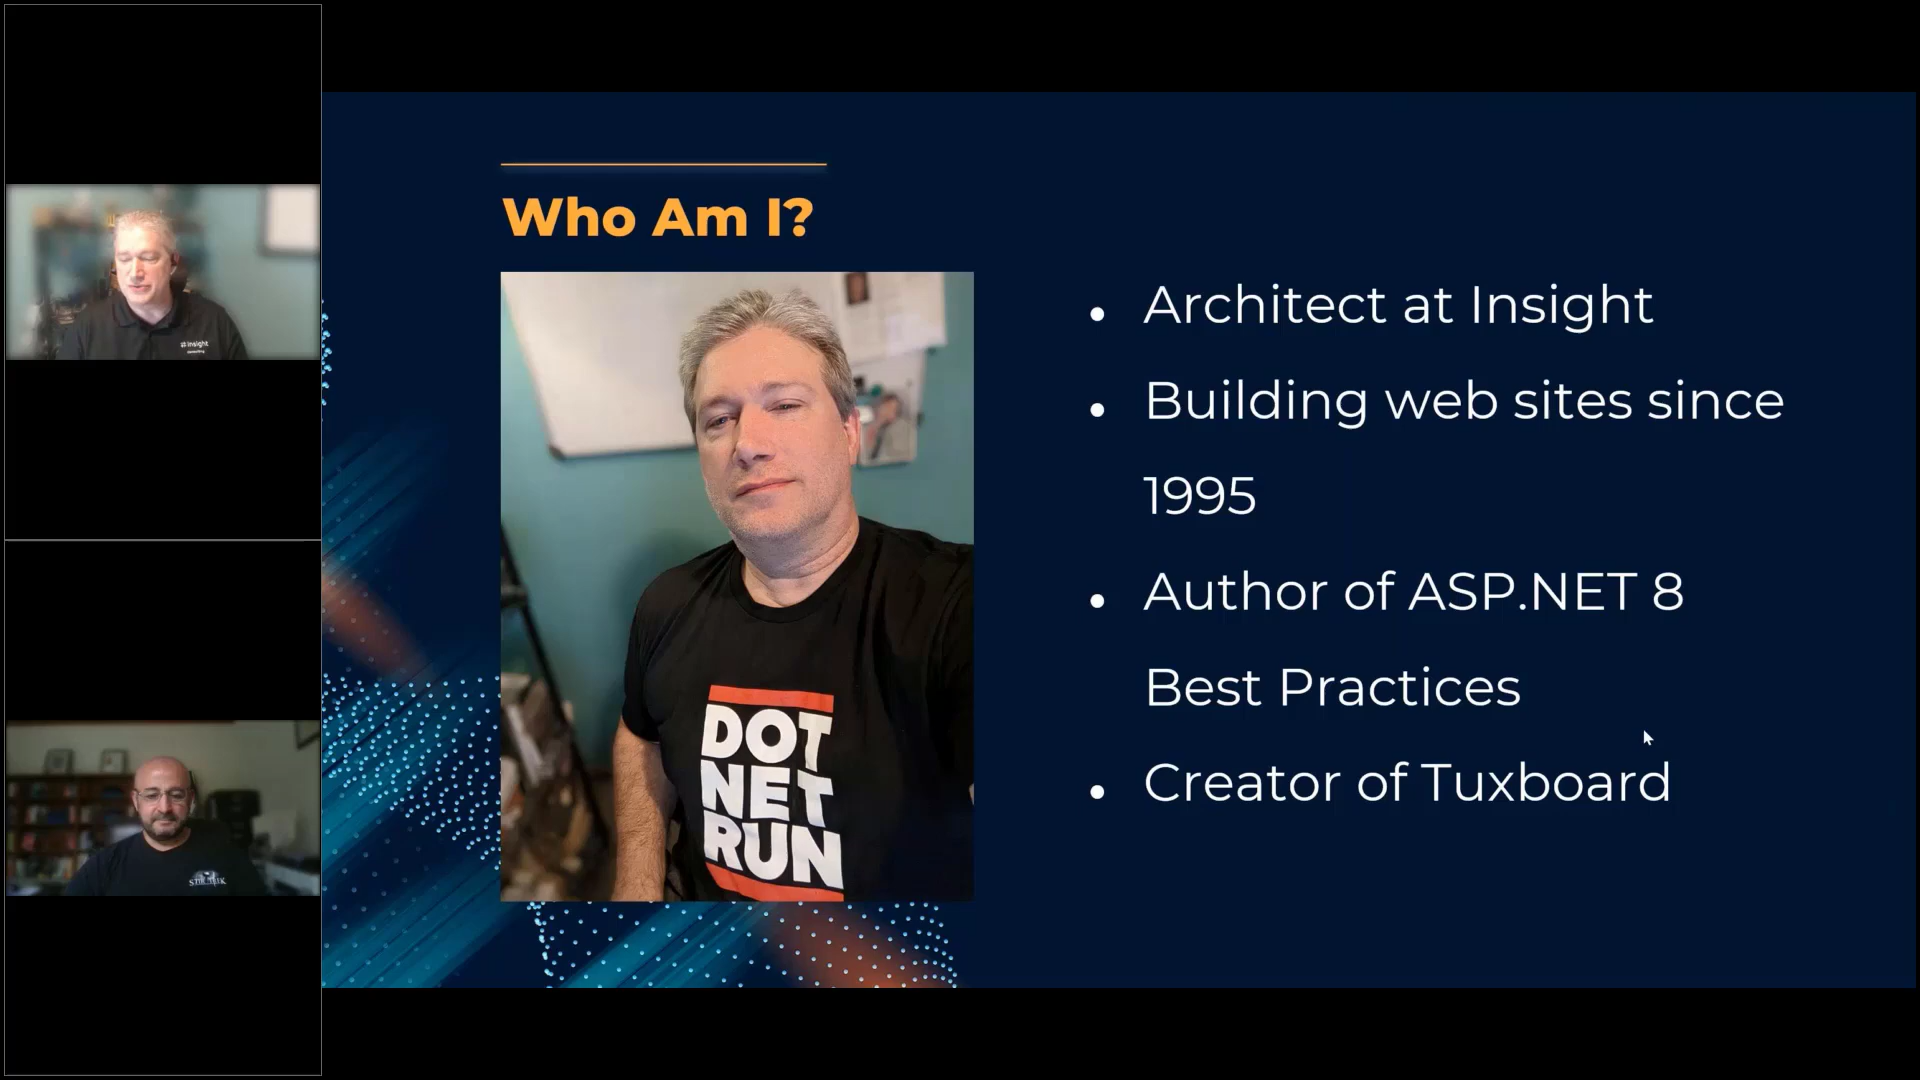 Who Am I?
Architect at Insight
Building web sites since
1995
Author of ASP.NET 8
Best Practices
Creator of Tuxboard
DOT
NET
RUN
Insight